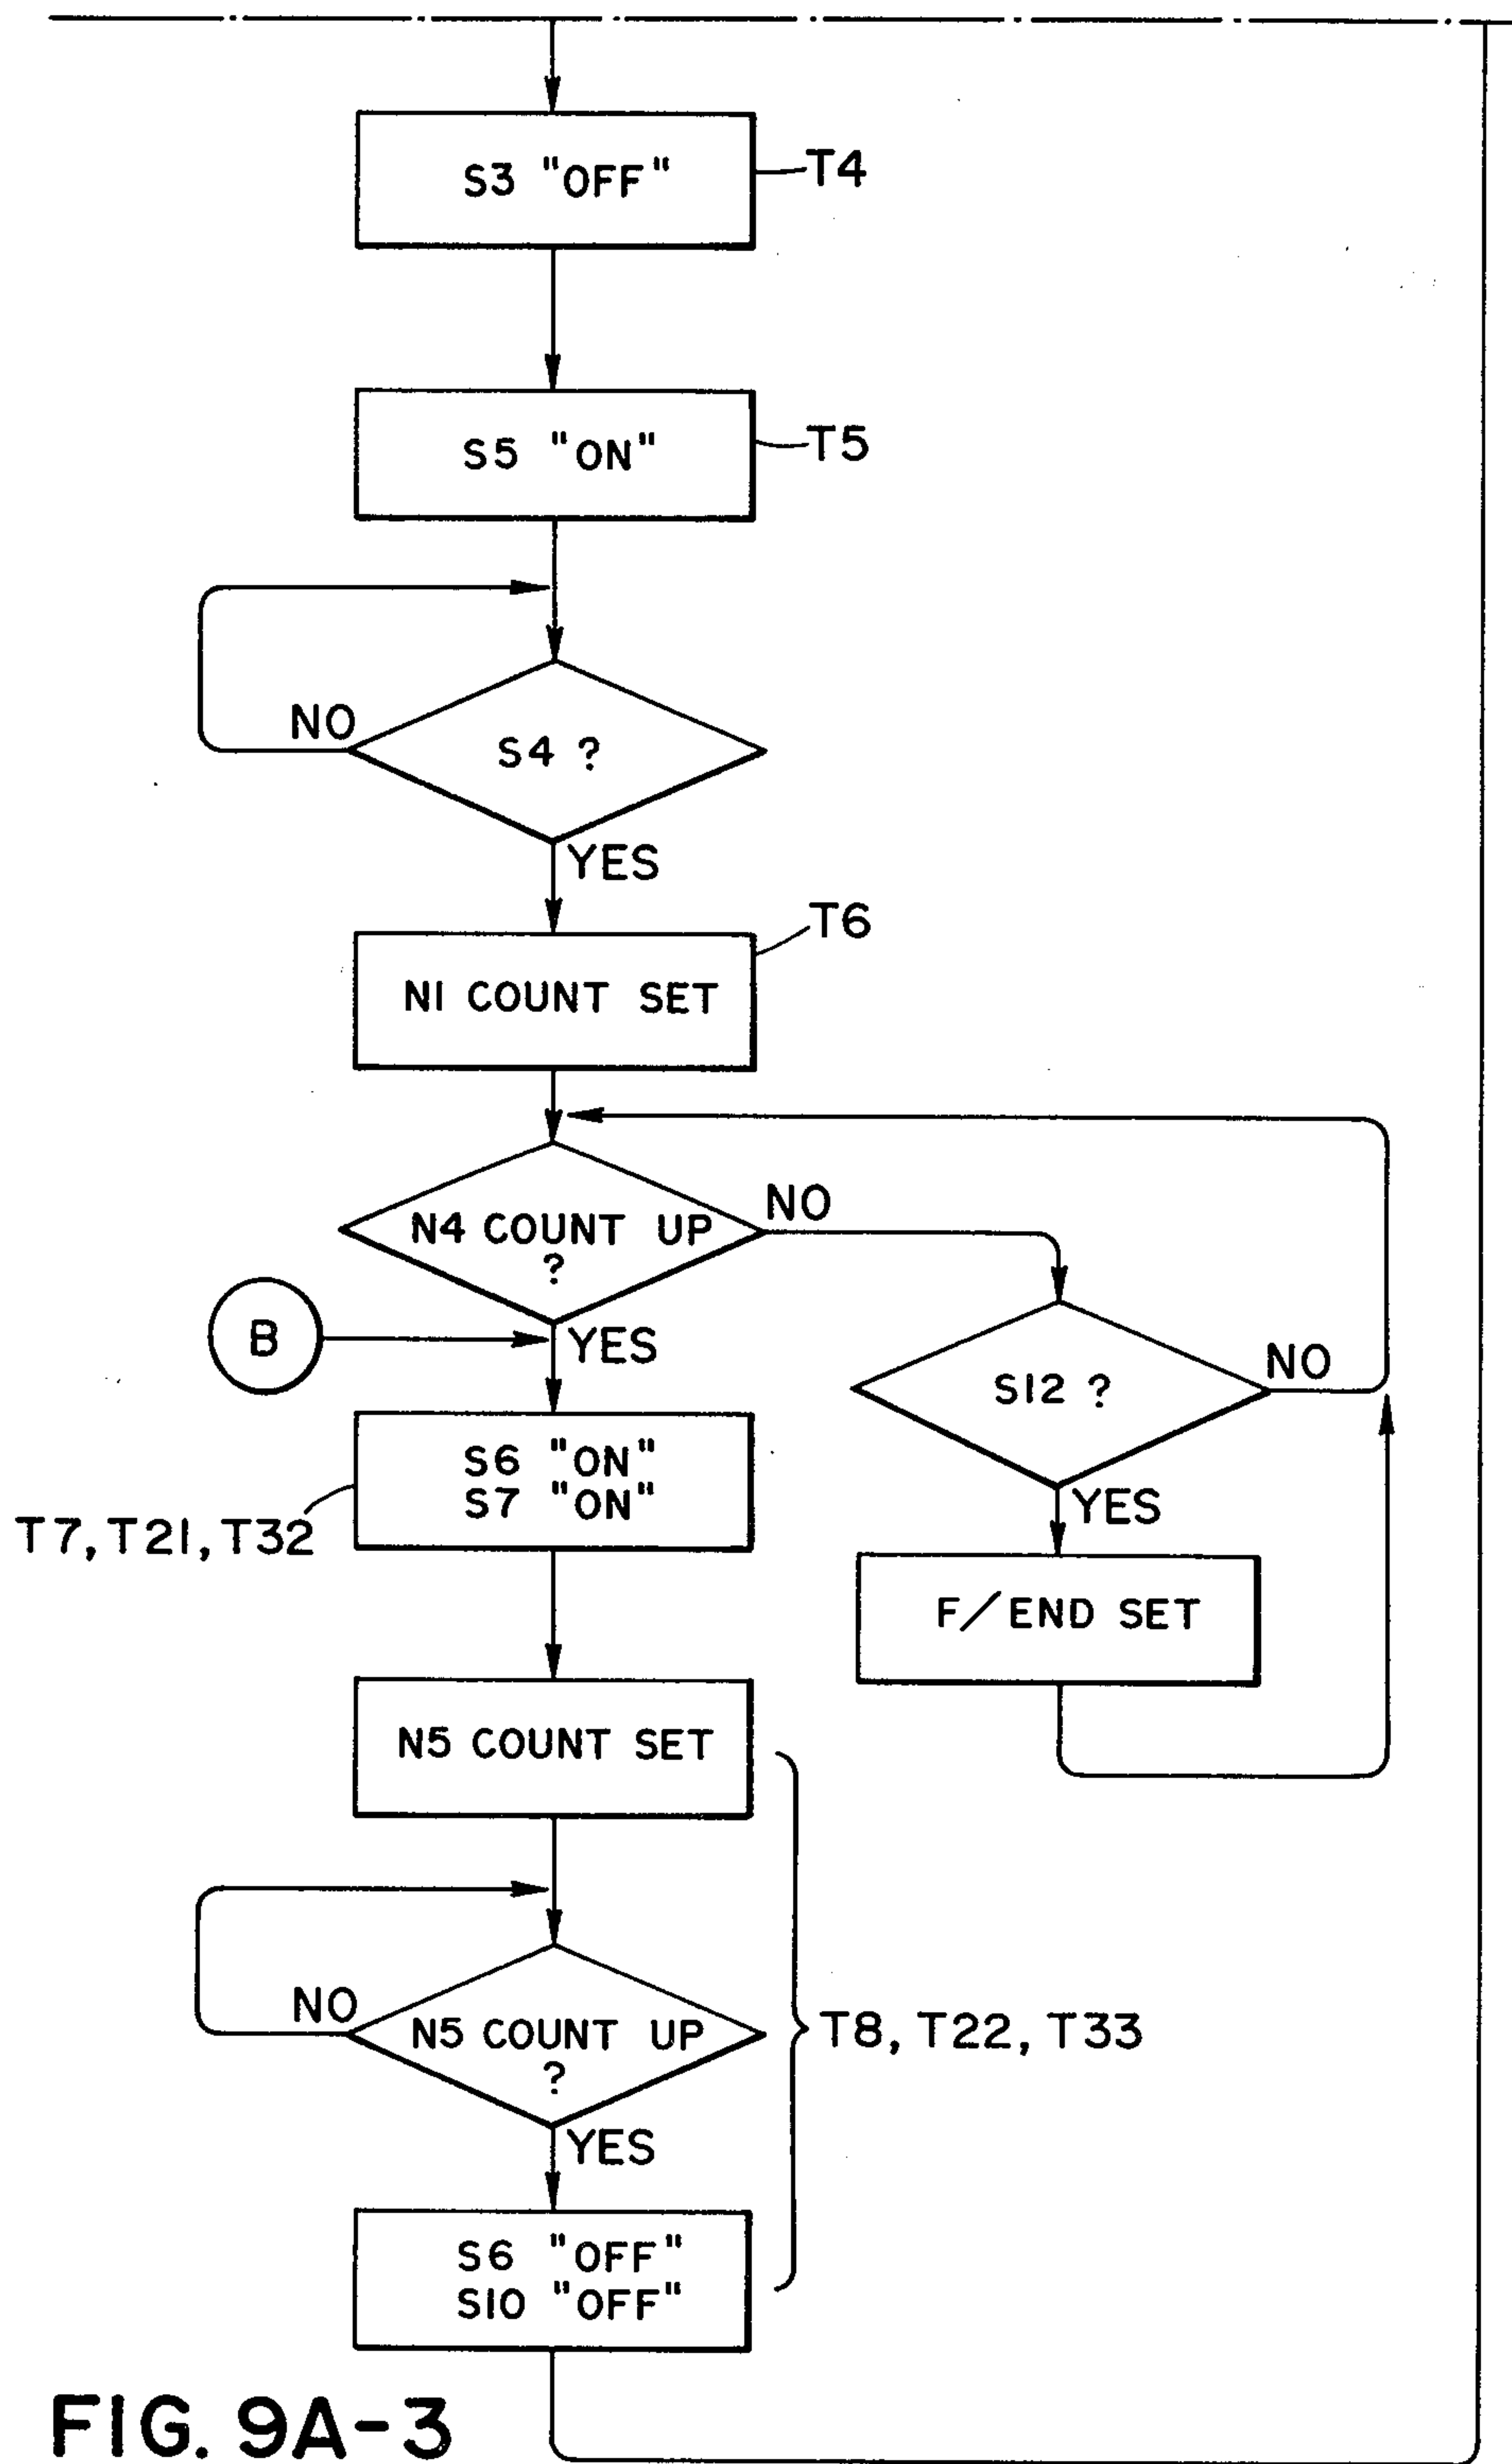 S3 "OFF"
T4
S5 "ON"
T5
NO
S4 ?
YES
T6
N1 COUNT SET
N4 COUNT UP
?
NO
B
YES
S12 ?
NO
S6 "ON"
S7 "ON"
T7, T21, T32
YES
F/END SET
N5 COUNT SET
NO
N5 COUNT UP
?
T8, T22, T33
YES
S6 "OFF"
S10 "OFF"
FIG. 9A-3